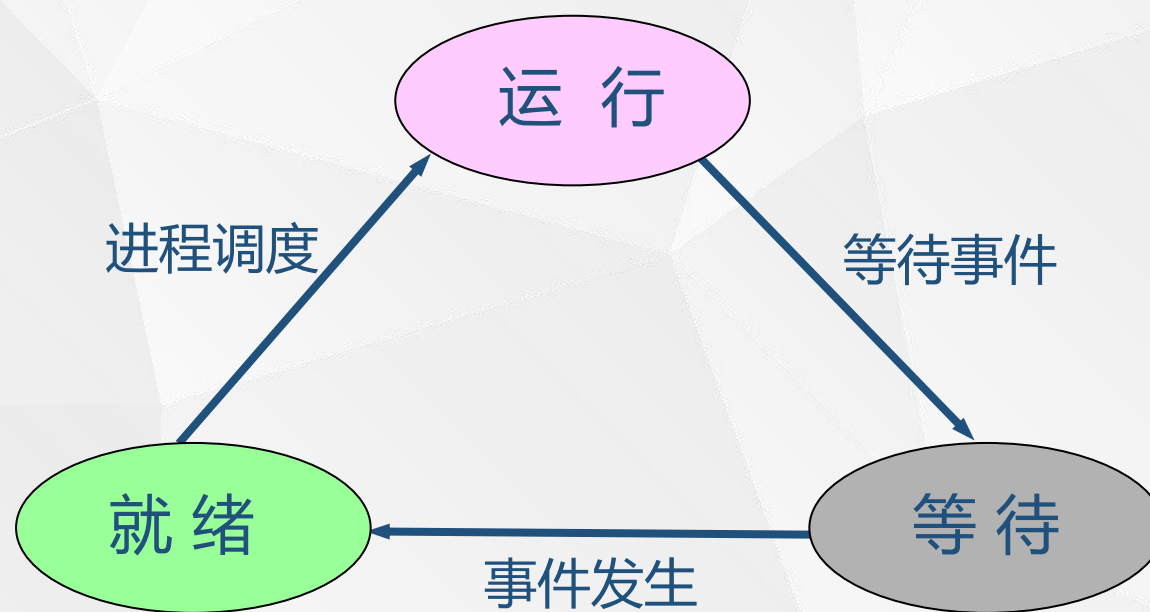 运 行
进程调度
等待事件
就 绪
等 待
事件发生